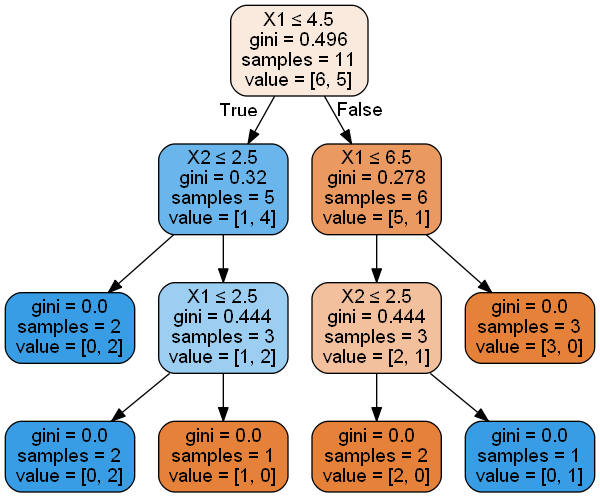 X1 ≤ 4.5
gini = 0.496
samples = 11
value = [6, 5]
True
False
X2 ≤ 2.5
gini = 0.32
samples = 5
value = [1, 4]
X1 ≤ 6.5
gini = 0.278
samples = 6
value = [5, 1]
gini = 0.0
samples = 2
value = [0, 2]
X1 ≤ 2.5
gini = 0.444
samples = 3
value = [1, 2]
X2 ≤ 2.5
gini = 0.444
samples = 3
value = [2, 1]
gini = 0.0
samples = 3
value = [3, 0]
gini = 0.0
samples = 2
value = [0, 2]
gini = 0.0
samples = 1
value = [1, 0]
gini = 0.0
samples = 2
value = [2, 0]
gini = 0.0
samples = 1
value = [0, 1]